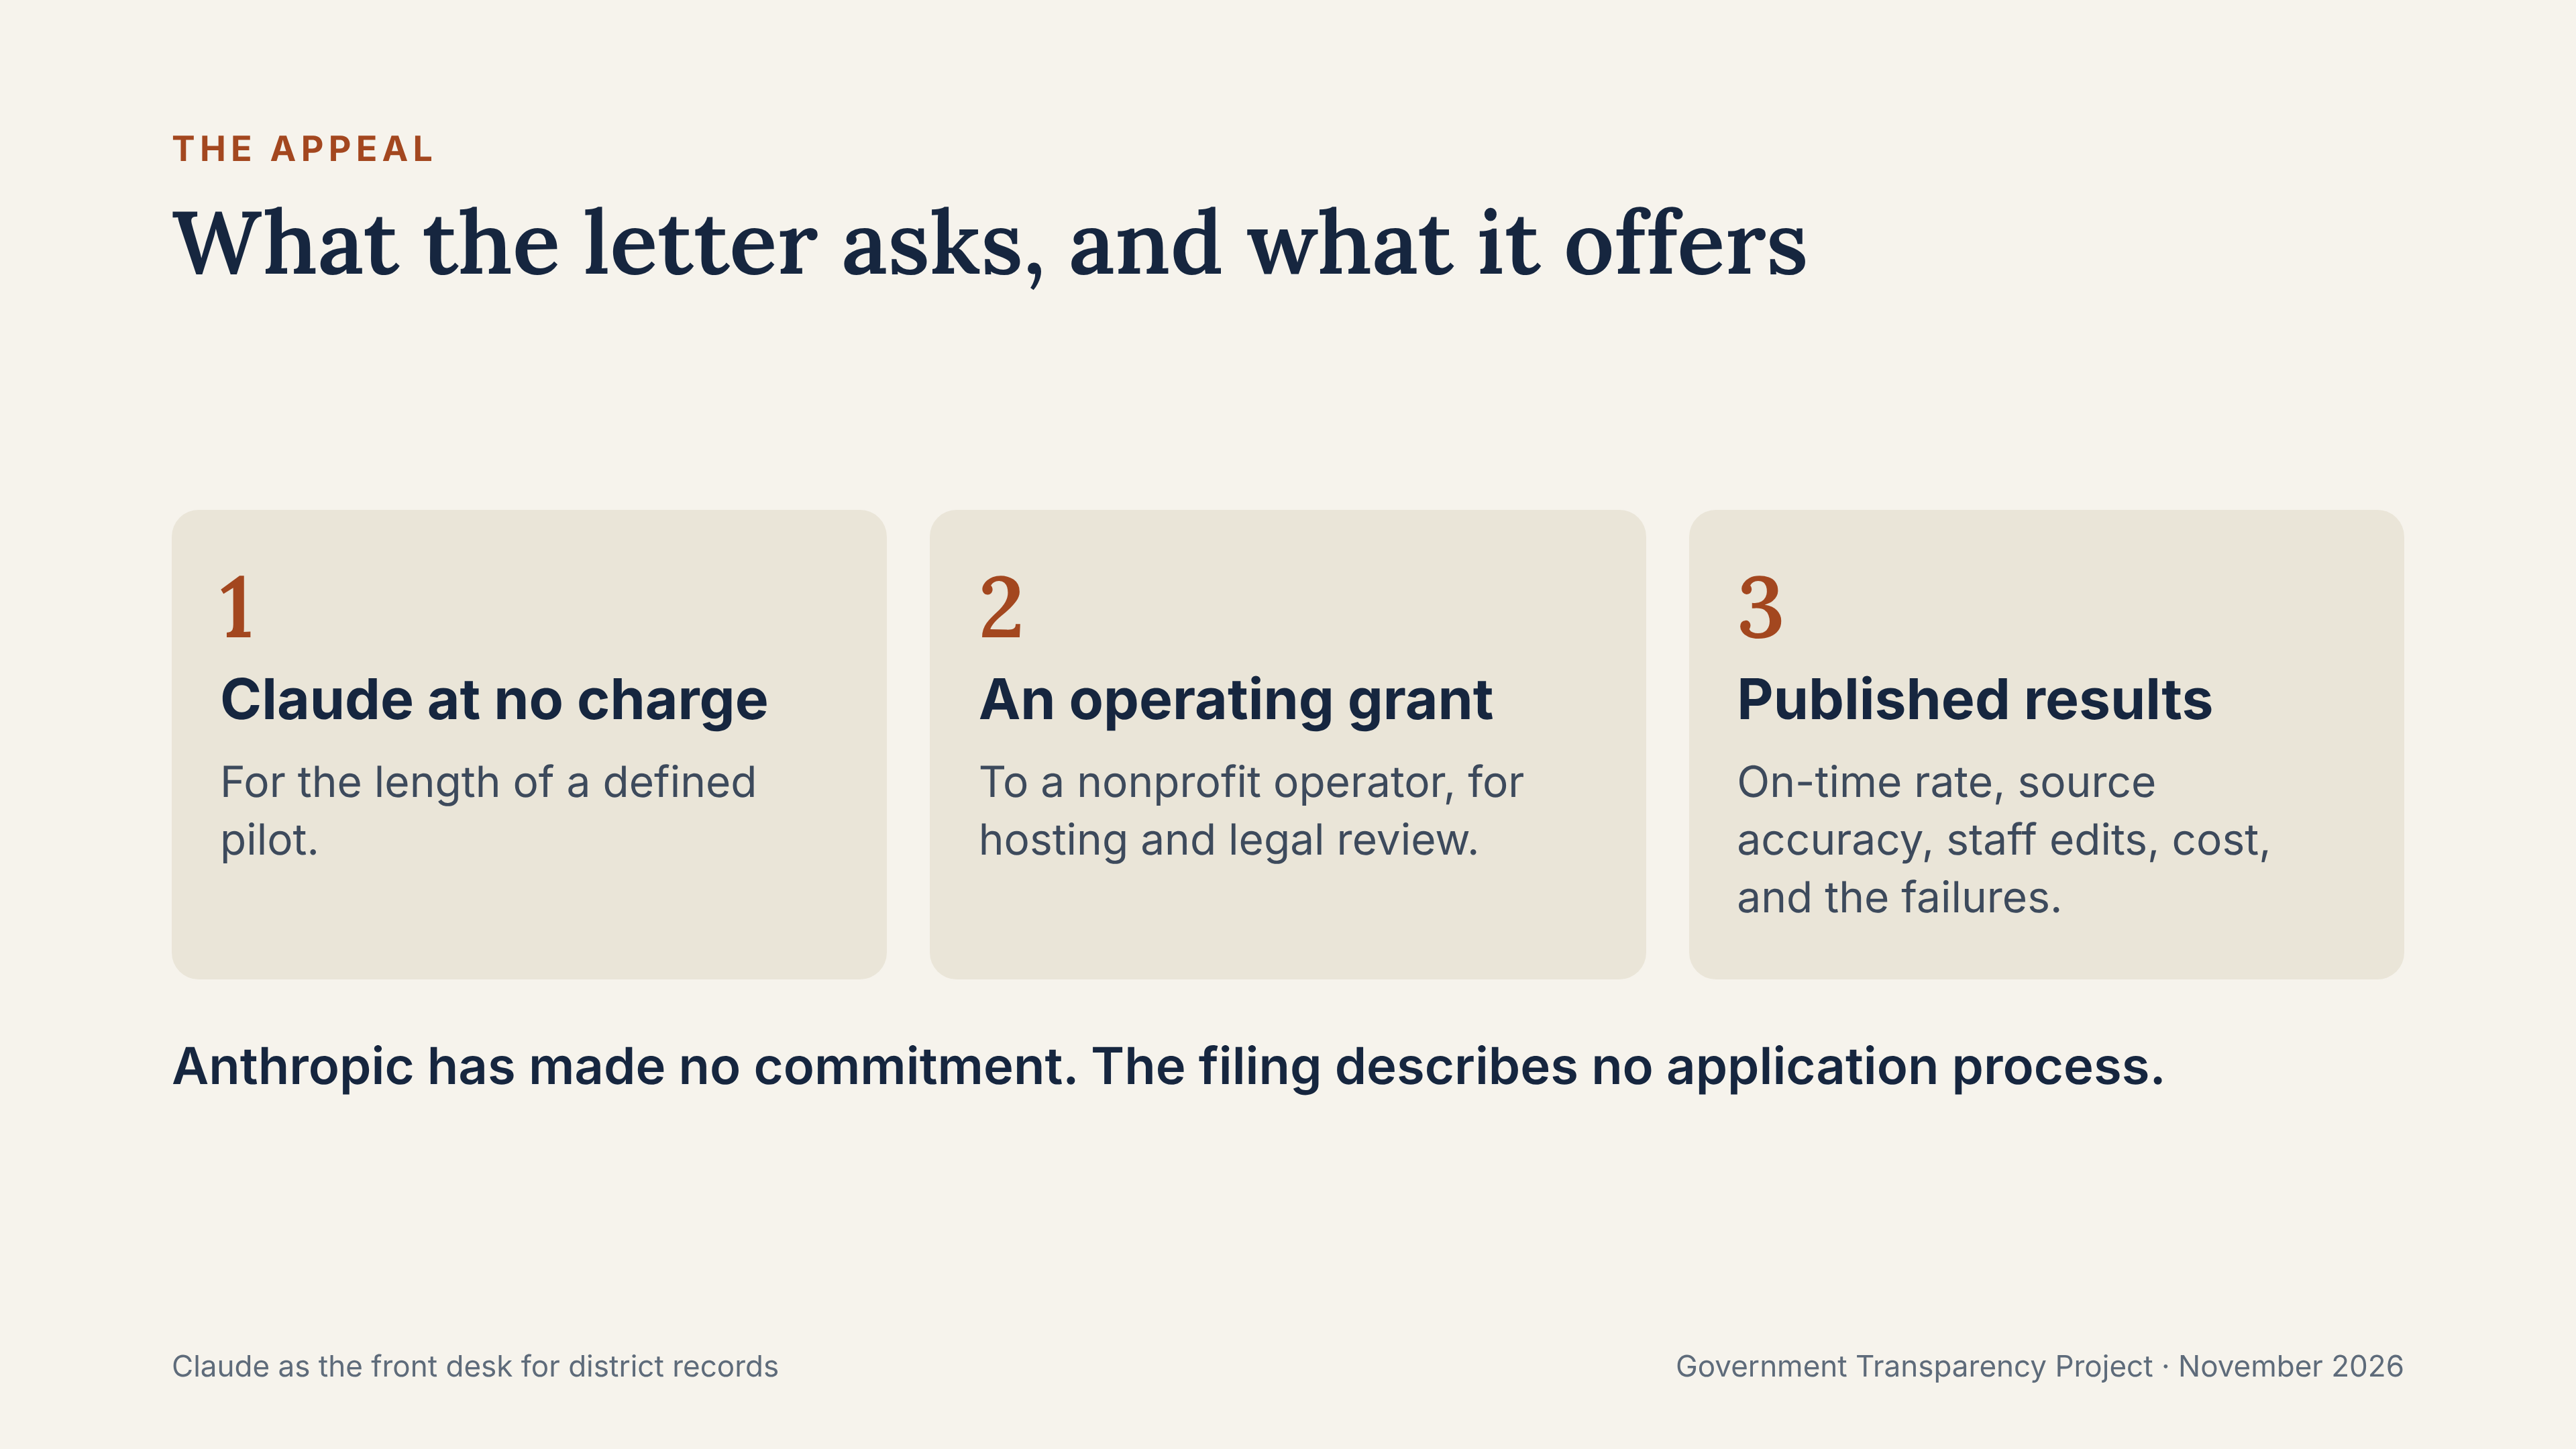 THE APPEAL
What the letter asks, and what it offers
1
Claude at no charge
For the length of a defined
pilot.
2
An operating grant
To a nonprofit operator, for
hosting and legal review.
3
Published results
On-time rate, source
accuracy, staff edits, cost,
and the failures.
Anthropic has made no commitment. The filing describes no application process.
Claude as the front desk for district records
Government Transparency Project · November 2026